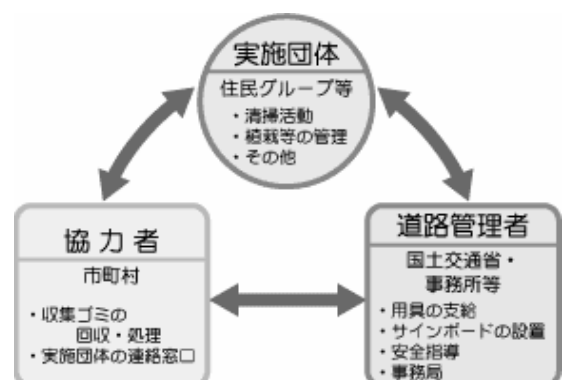 実施団体
住民グループ等
・清掃活動
・植栽等の管理
・その他
協力者
市町村
・収集ゴミの
回収・処理
・実施団体の連絡窓口
道路管理者
国土交通省・
事務所等
・用具の支給
・サインボードの設置
・安全指導
・事務局